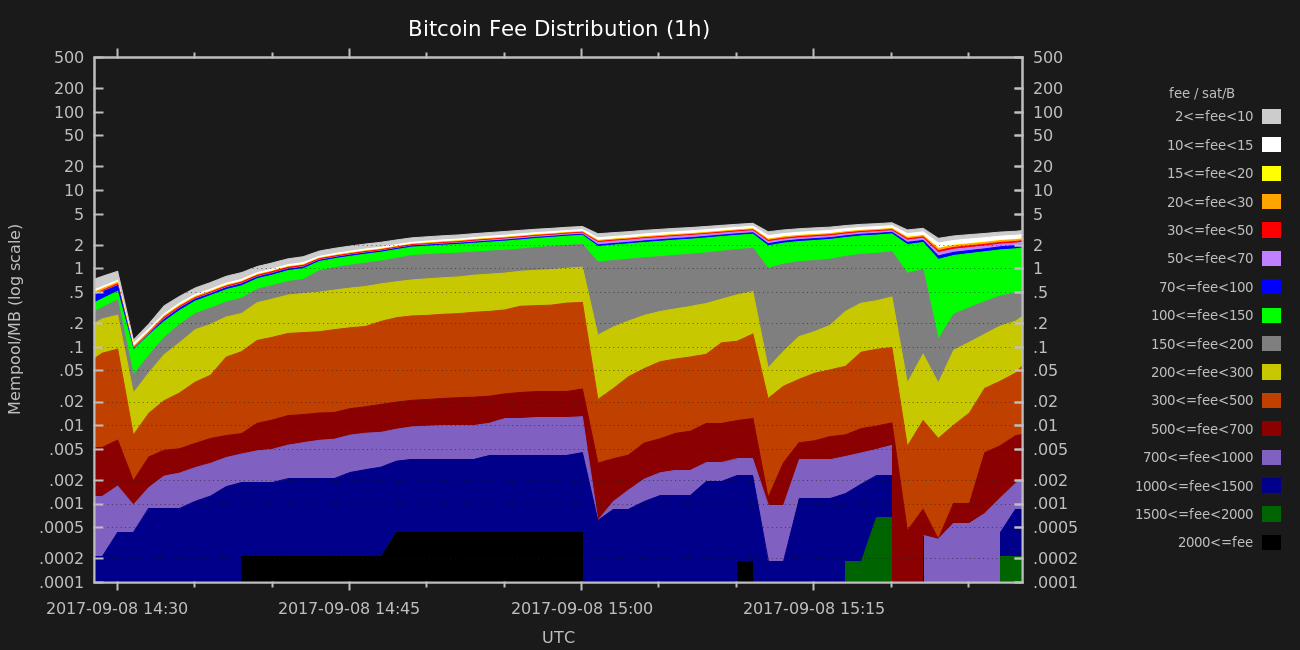 Bitcoin Fee Distribution (1h)
Mempool/MB (log scale)
500
200
100
50
20
10
5
2
1
.5
.2
.1
.05
.02
.01
.005
.002
.001
.0005
.0002
.0001
500
200
100
50
20
10
5
2
1
.5
.2
.1
.05
.02
.01
.005
.002
.001
.0005
.0002
.0001
fee / sat/B
2<=fee<10
10<=fee<15
15<=fee<20
20<=fee<30
30<=fee<50
50<=fee<70
70<=fee<100
100<=fee<150
150<=fee<200
200<=fee<300
300<=fee<500
500<=fee<700
700<=fee<1000
1000<=fee<1500
1500<=fee<2000
2000<=fee
2017-09-08 14:30 2017-09-08 14:45 2017-09-08 15:00 2017-09-08 15:15
UTC